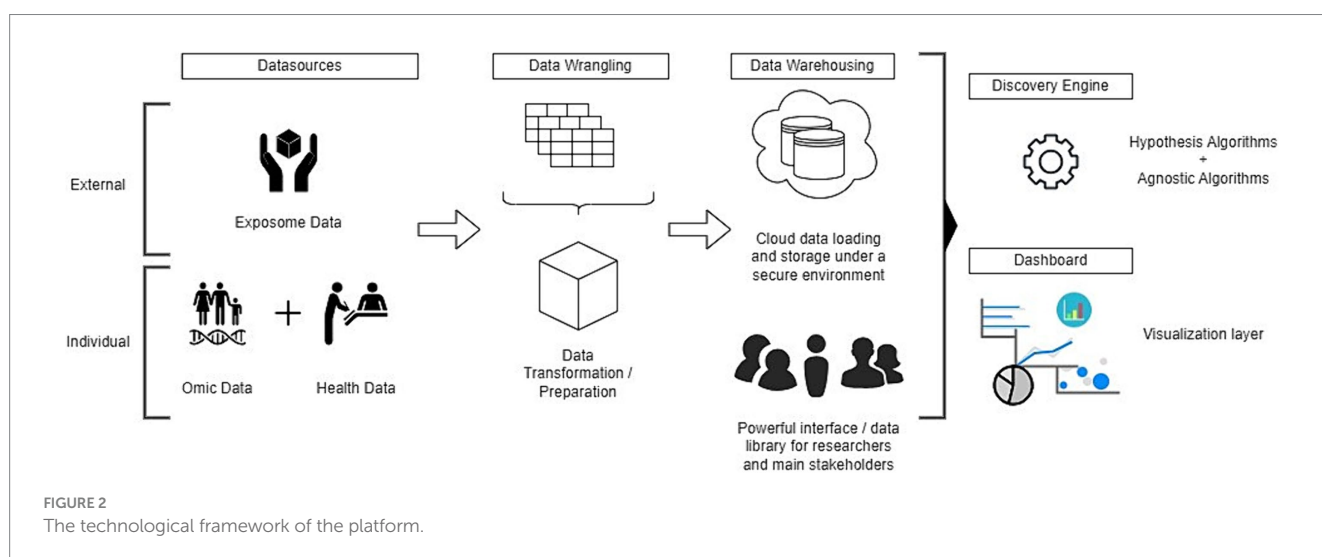 Datasources
Data Wrangling
Data Warehousing
Discovery Engine
Hypothesis Algorithms
+
Agnostic Algorithms
External
Exposome Data
Cloud data loading
and storage under a
secure environment
Dashboard
Visualization layer
Individual
+
Omic Data
Health Data
Data
Transformation /
Preparation
Powerful interface / data
library for researchers
and main stakeholders
FIGURE 2
The technological framework of the platform.